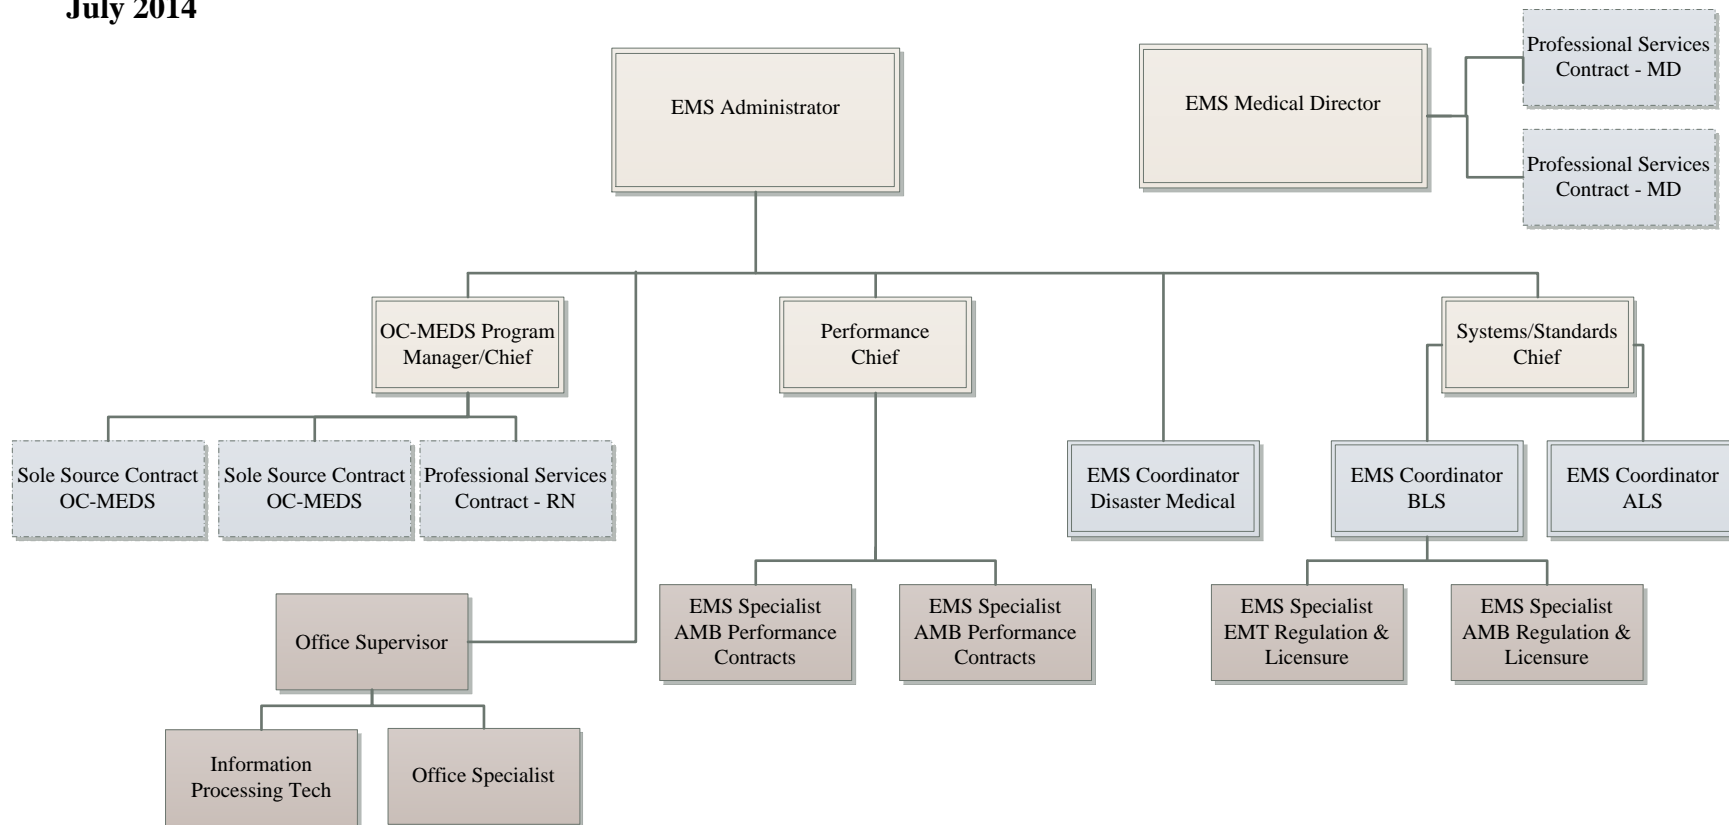 July 2014
EMS Administrator
EMS Medical Director
Professional Services
Contract - MD
Professional Services
Contract - MD
OC-MEDS Program
Manager/Chief
Performance
Chief
Systems/Standards
Chief
Sole Source Contract
OC-MEDS
Sole Source Contract
OC-MEDS
Professional Services
Contract - RN
EMS Coordinator
Disaster Medical
EMS Coordinator
BLS
EMS Coordinator
ALS
Office Supervisor
EMS Specialist
AMB Performance
Contracts
EMS Specialist
AMB Performance
Contracts
EMS Specialist
EMT Regulation &
Licensure
EMS Specialist
AMB Regulation &
Licensure
Information
Processing Tech
Office Specialist